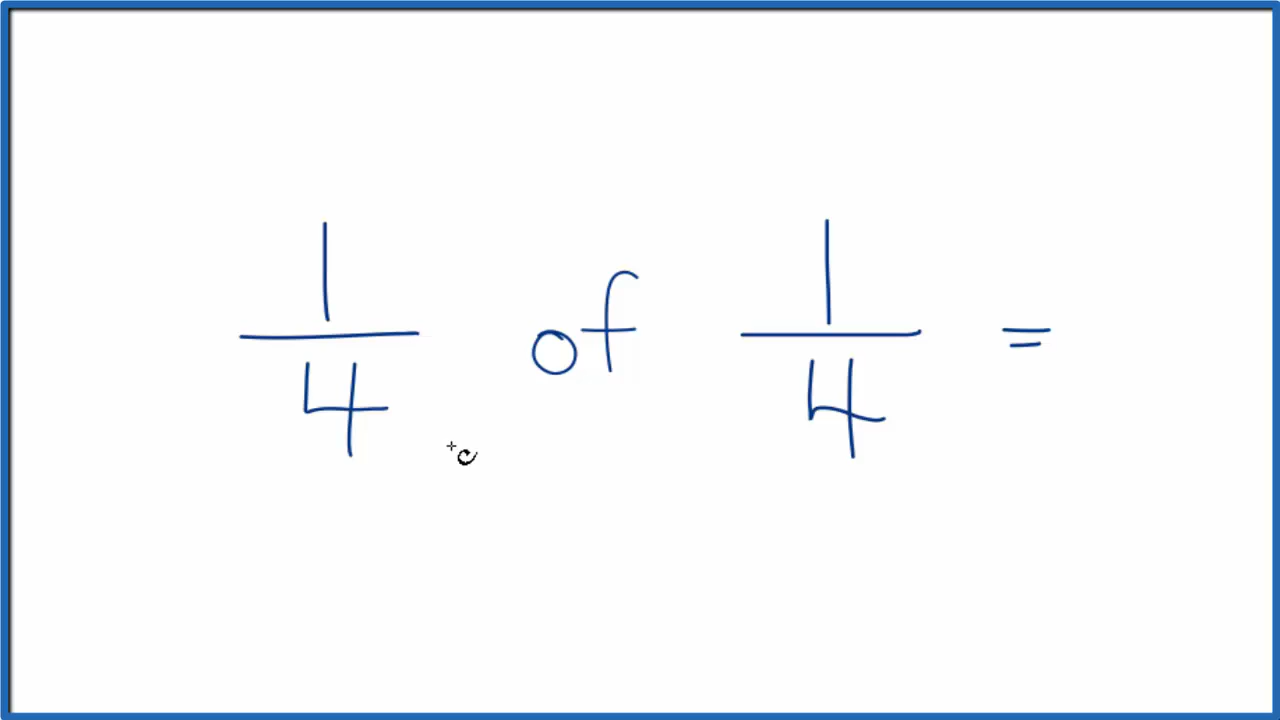 1/4 of 1/4 =